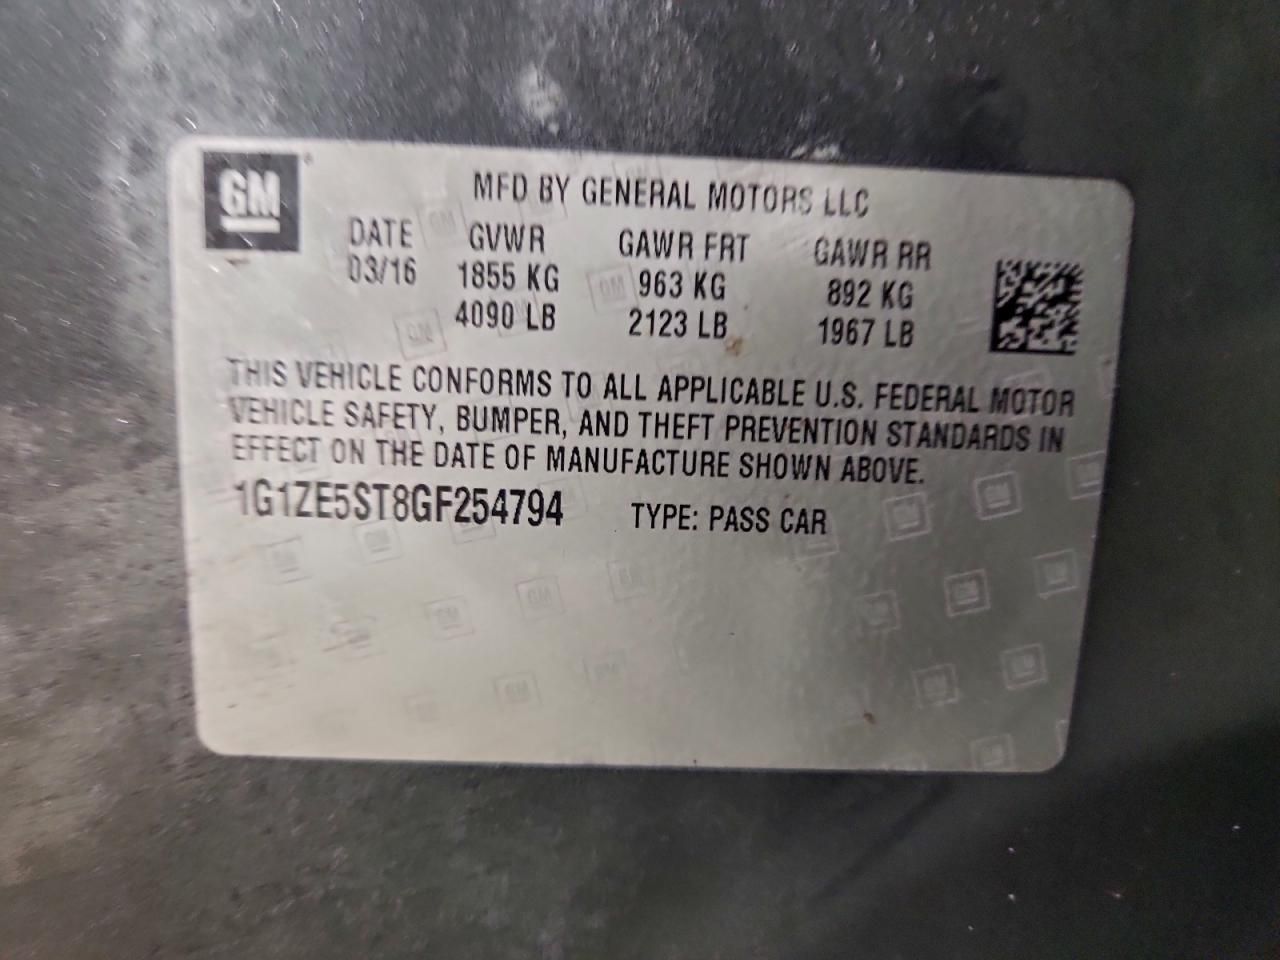 GM
MFD BY GENERAL MOTORS LLC
DATE GVWR GAWR FRT GAWR RR
03/16 1855 KG 963 KG 892 KG
4090 LB 2123 LB 1967 LB
THIS VEHICLE CONFORMS TO ALL APPLICABLE U.S. FEDERAL MOTOR
VEHICLE SAFETY, BUMPER, AND THEFT PREVENTION STANDARDS IN
EFFECT ON THE DATE OF MANUFACTURE SHOWN ABOVE.
1G1ZE5ST8GF254794 TYPE: PASS CAR